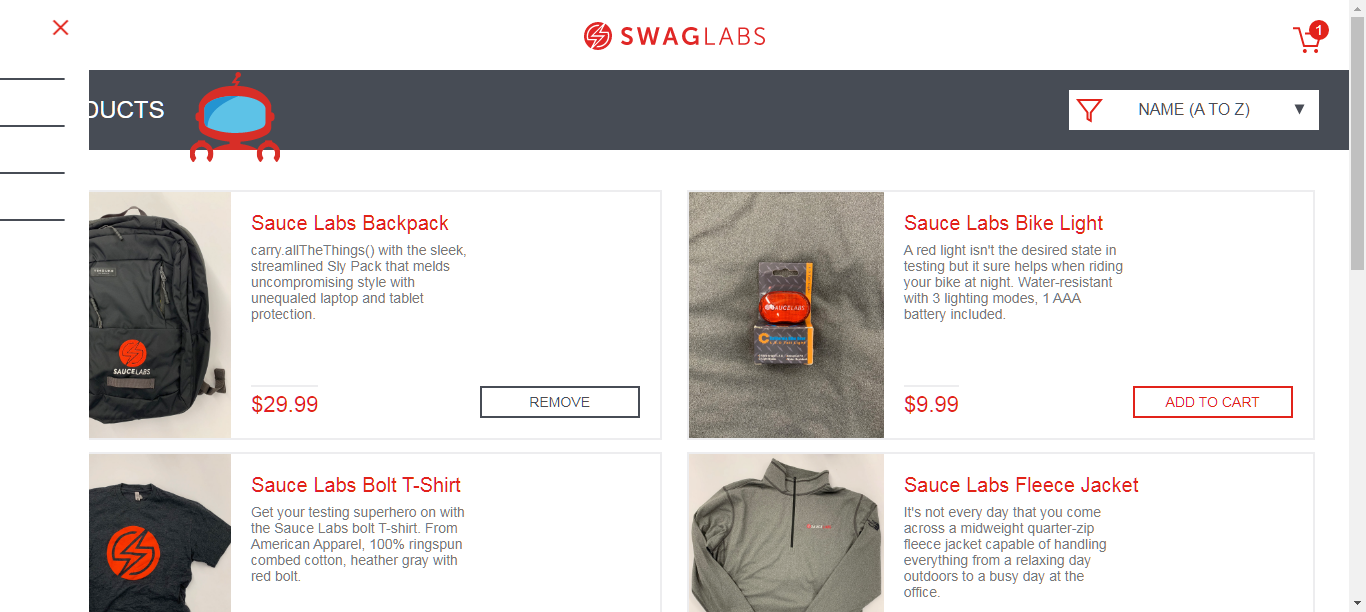 SWAGLABS
1
DUCTS
NAME (A TO Z)
Sauce Labs Backpack
carry.allTheThings() with the sleek,
streamlined Sly Pack that melds
uncompromising style with
unequaled laptop and tablet
protection.
$29.99
REMOVE
SAUCELABS
Sauce Labs Bike Light
A red light isn't the desired state in
testing but it sure helps when riding
your bike at night. Water-resistant
with 3 lighting modes, 1 AAA
battery included.
$9.99
ADD TO CART
SAUCELABS
Sauce Labs Bolt T-Shirt
Get your testing superhero on with
the Sauce Labs bolt T-shirt. From
American Apparel, 100% ringspun
combed cotton, heather gray with
red bolt.
Sauce Labs Fleece Jacket
It's not every day that you come
across a midweight quarter-zip
fleece jacket capable of handling
everything from a relaxing day
outdoors to a busy day at the
office.